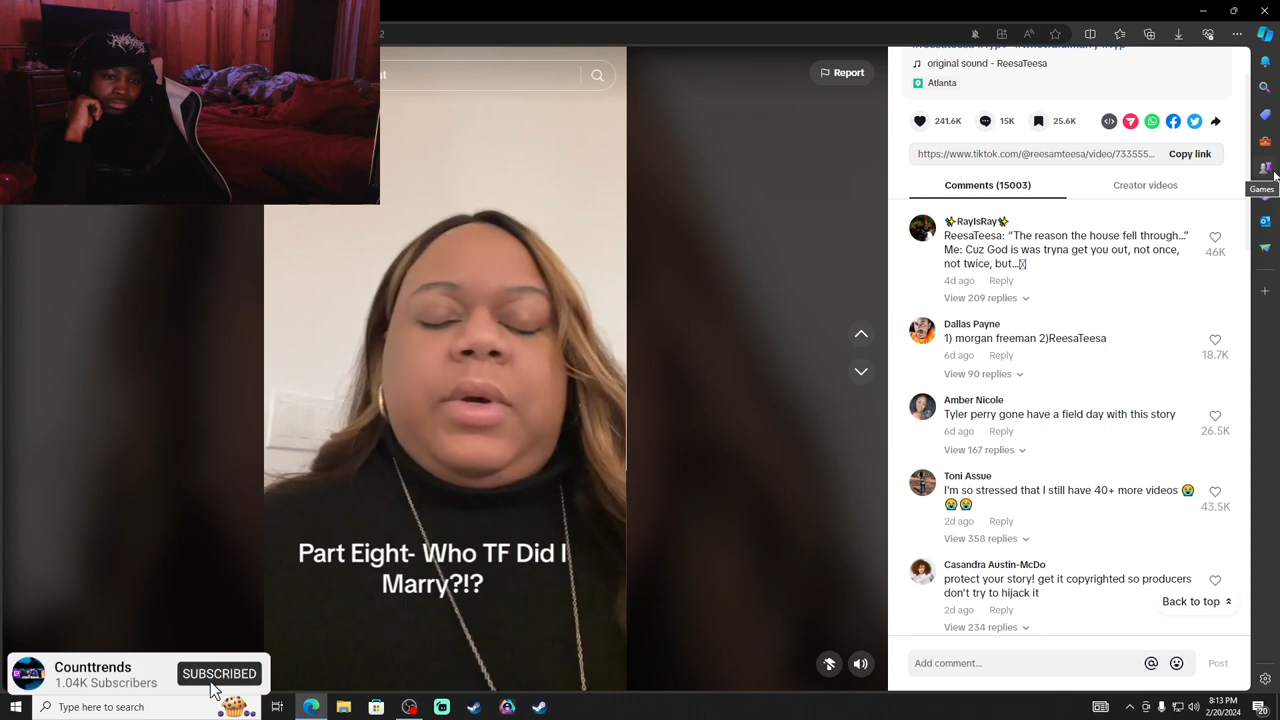 nt
Report
original sound - ReesaTeesa
Atlanta
241.6K
15K
25.6K
https://www.tiktok.com/@reesamteesa/video/733555...
Copy link
Comments (15003)
Creator videos
Games
✨RayIsRay✨
ReesaTeesa: “The reason the house fell through...”
Me: Cuz God is was tryna get you out, not once,
not twice, but...
46K
4d ago Reply
View 209 replies
Dallas Payne
1) morgan freeman 2)ReesaTeesa
18.7K
6d ago Reply
View 90 replies
Amber Nicole
Tyler perry gone have a field day with this story
26.5K
6d ago Reply
View 167 replies
Toni Assue
I'm so stressed that I still have 40+ more videos 😭
😭😭
43.5K
2d ago Reply
View 358 replies
Casandra Austin-McDo
protect your story! get it copyrighted so producers
don't try to hijack it
Back to top
2d ago Reply
View 234 replies
Add comment...
Post
Part Eight- Who TF Did I
Marry?!?
Counttrends
1.04K Subscribers
SUBSCRIBED
Type here to search
8:13 PM
2/20/2024